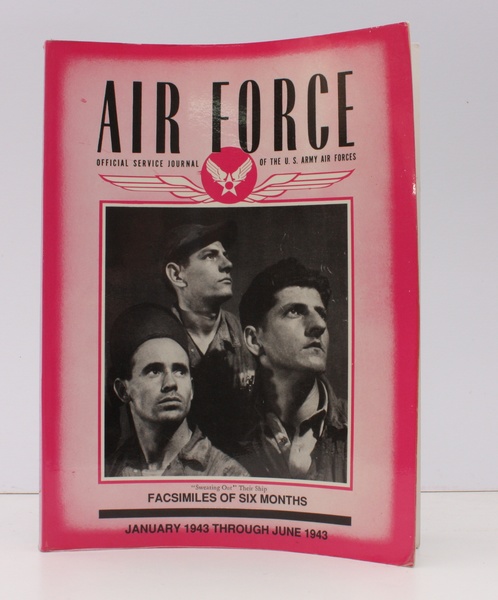 AIR FORCE
OFFICIAL SERVICE JOURNAL OF THE U. S. ARMY AIR FORCES
"Sweating Out" Their Ship
FACSIMILES OF SIX MONTHS
JANUARY 1943 THROUGH JUNE 1943